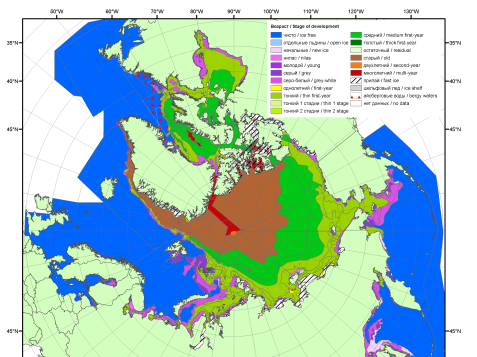 50°W 60°W 70°W 80°W 90°W 100°W 110°W 120°W 130°W
Возраст / Stage of development
чисто / ice free
отдельные льдины / open ice
начальные / new ice
нилас / nilas
молодой / young
серый / grey
серо-белый / grey-white
однолетний / first-year
тонкий / thin first-year
тонкий 1 стадии / thin 1 stage
тонкий 2 стадии / thin 2 stage
средний / medium first-year
толстый / thick first-year
остаточный / residual
старый / old
двухлетний / second-year
многолетний / multi-year
припай / fast ice
шельфовый лед / ice shelf
айсберговые воды / bergy waters
нет данных / no data
35°N
35°N
40°N
40°N
45°N
45°N
45°N
45°N